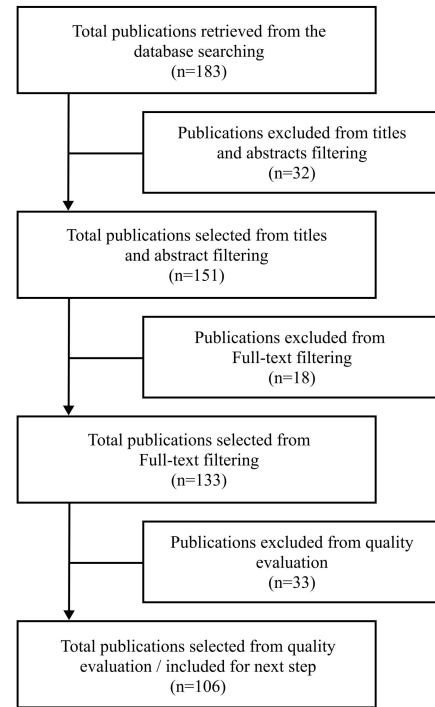 Total publications retrieved from the
database searching
(n=183)
Publications excluded from titles
and abstracts filtering
(n=32)
Total publications selected from titles
and abstract filtering
(n=151)
Publications excluded from
Full-text filtering
(n=18)
Total publications selected from
Full-text filtering
(n=133)
Publications excluded from quality
evaluation
(n=33)
Total publications selected from quality
evaluation / included for next step
(n=106)